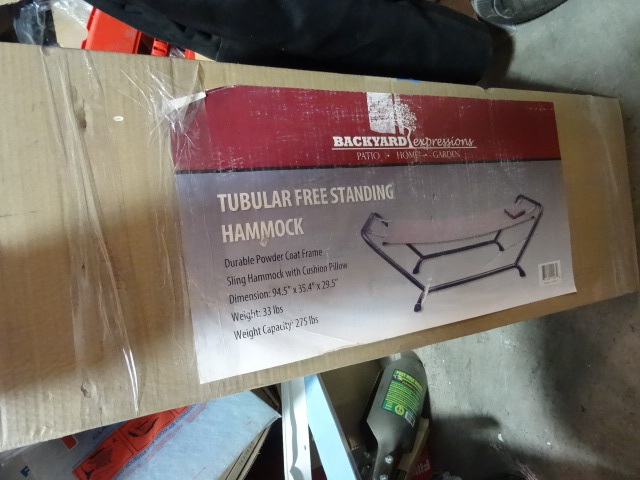 BACKYARD expressions
PATIO · HOME · GARDEN
TUBULAR FREE STANDING
HAMMOCK
Durable Powder Coat Frame
Sling Hammock with Cushion Pillow
Dimension: 94.5" x 35.4" x 29.5"
Weight: 33 lbs
Weight Capacity: 275 lbs